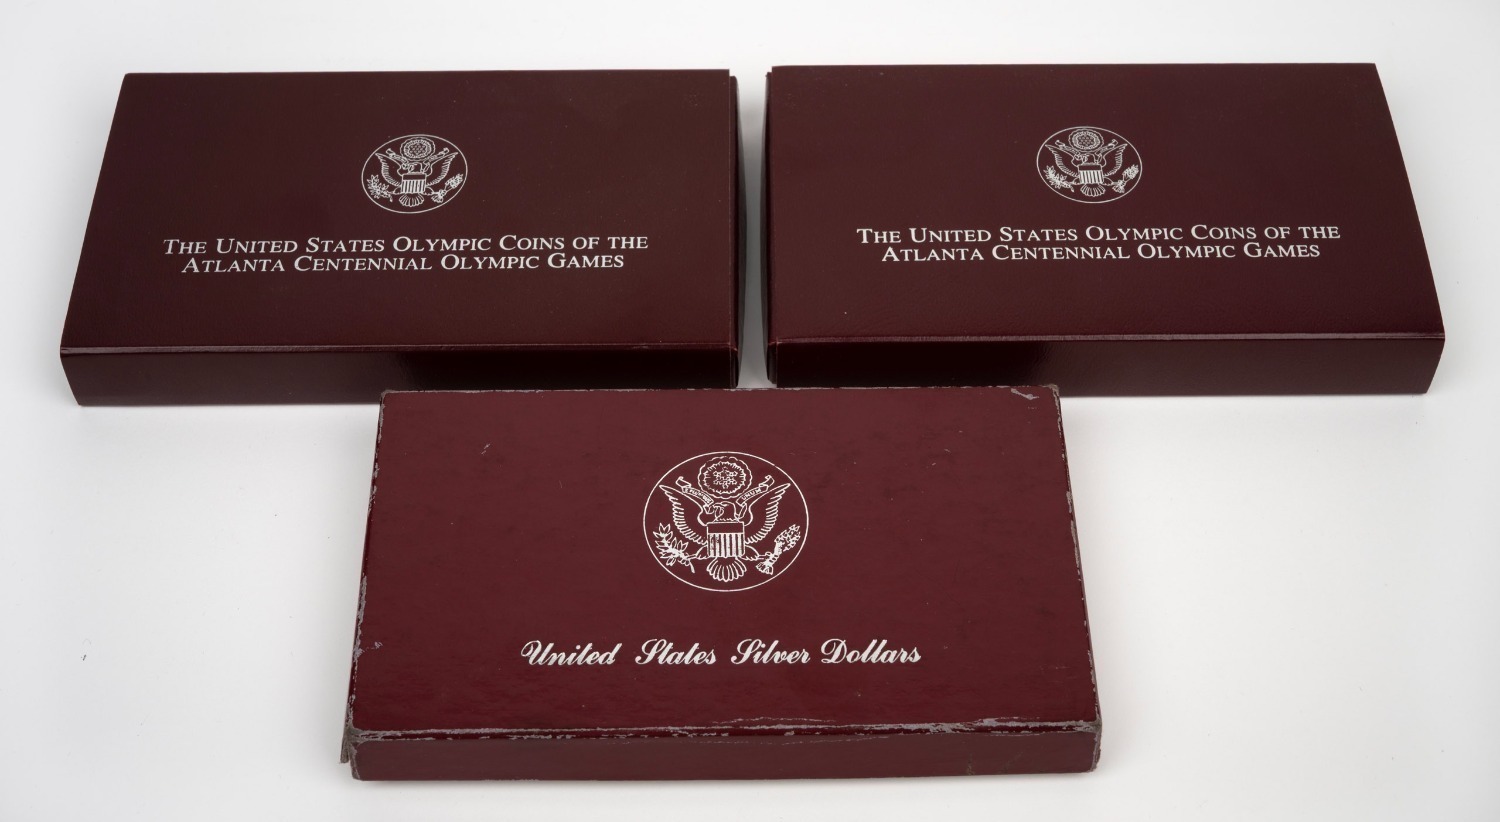 THE UNITED STATES OLYMPIC COINS OF THE
ATLANTA CENTENNIAL OLYMPIC GAMES
THE UNITED STATES OLYMPIC COINS OF THE
ATLANTA CENTENNIAL OLYMPIC GAMES
United States Silver Dollars